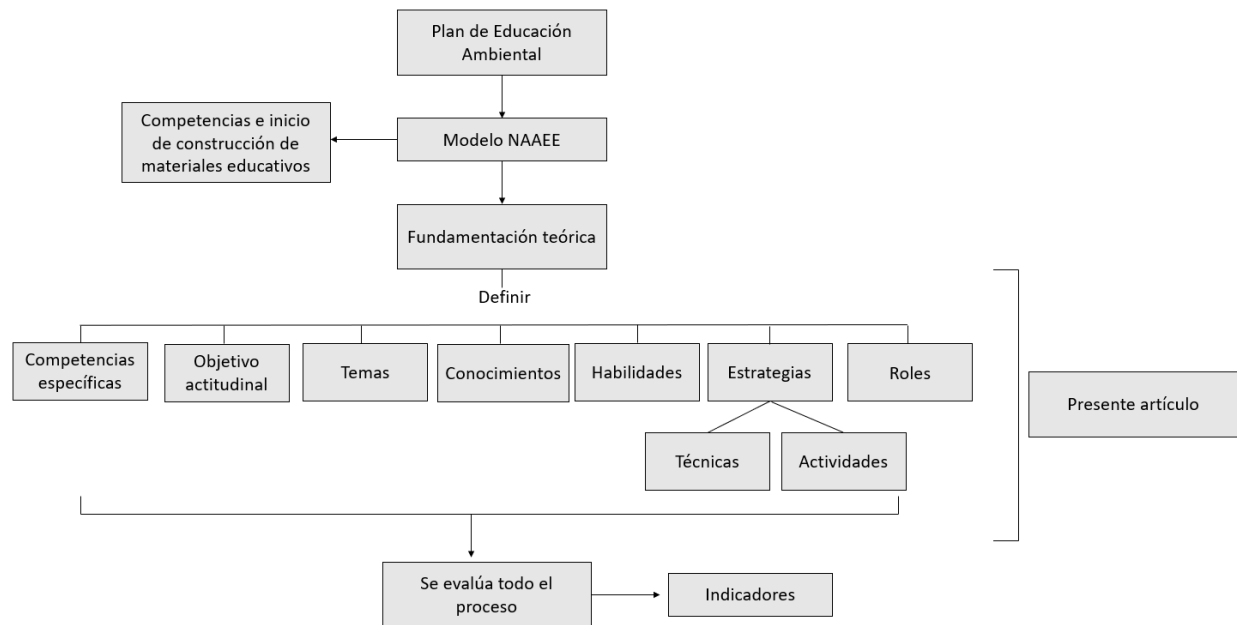 Plan de Educación
Ambiental
Competencias e inicio
de construcción de
materiales educativos
Modelo NAAEE
Fundamentación teórica
Definir
Competencias
específicas
Objetivo
actitudinal
Temas
Conocimientos
Habilidades
Estrategias
Roles
Presente artículo
Técnicas
Actividades
Se evalúa todo el
proceso
Indicadores